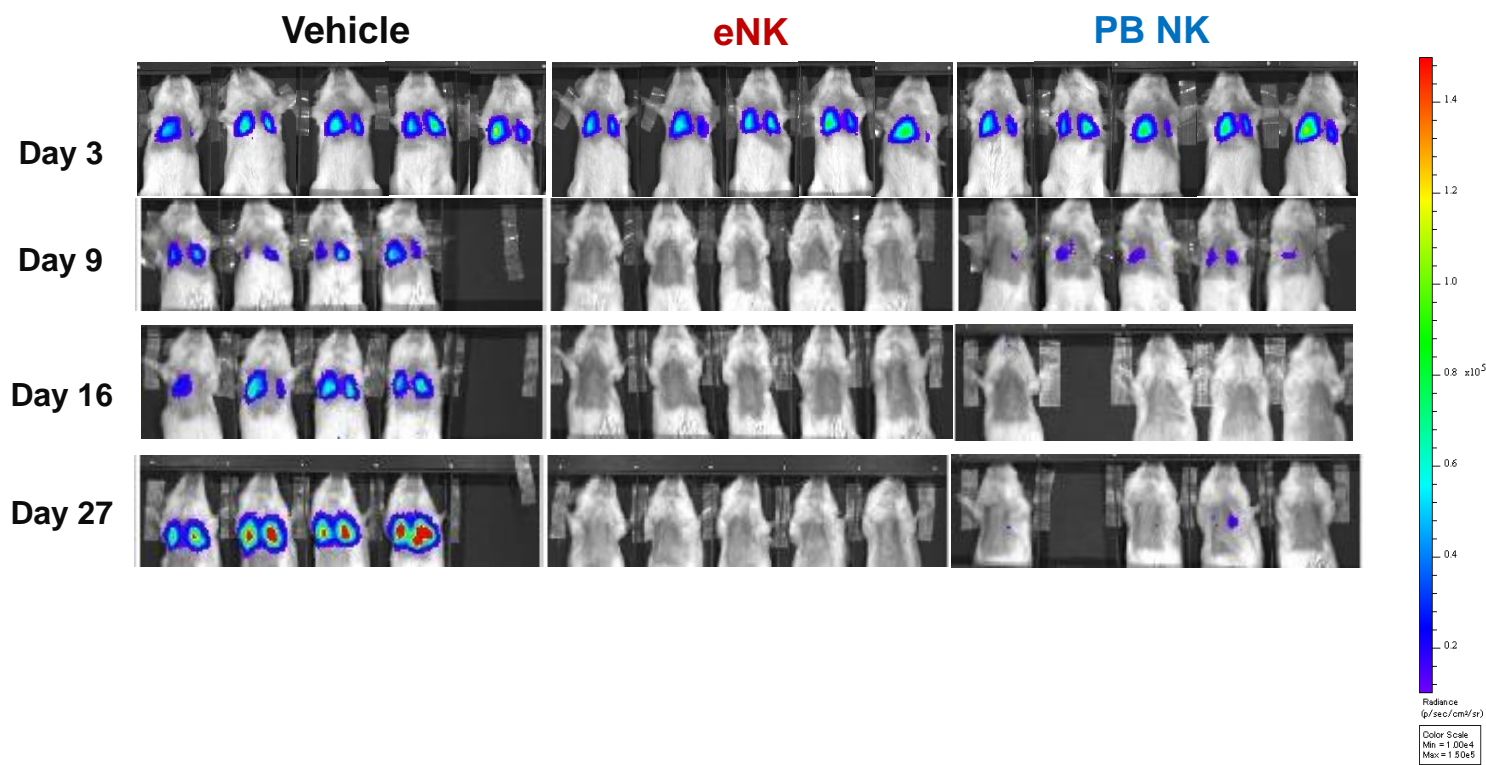 Vehicle
eNK
PB NK
Day 3
Day 9
Day 16
Day 27
1.4
1.2
1.0
0.8 x10⁵
0.6
0.4
0.2
Radiance
(p/sec/cm²/sr)
Color Scale
Min = 1.00e4
Max = 1.50e5